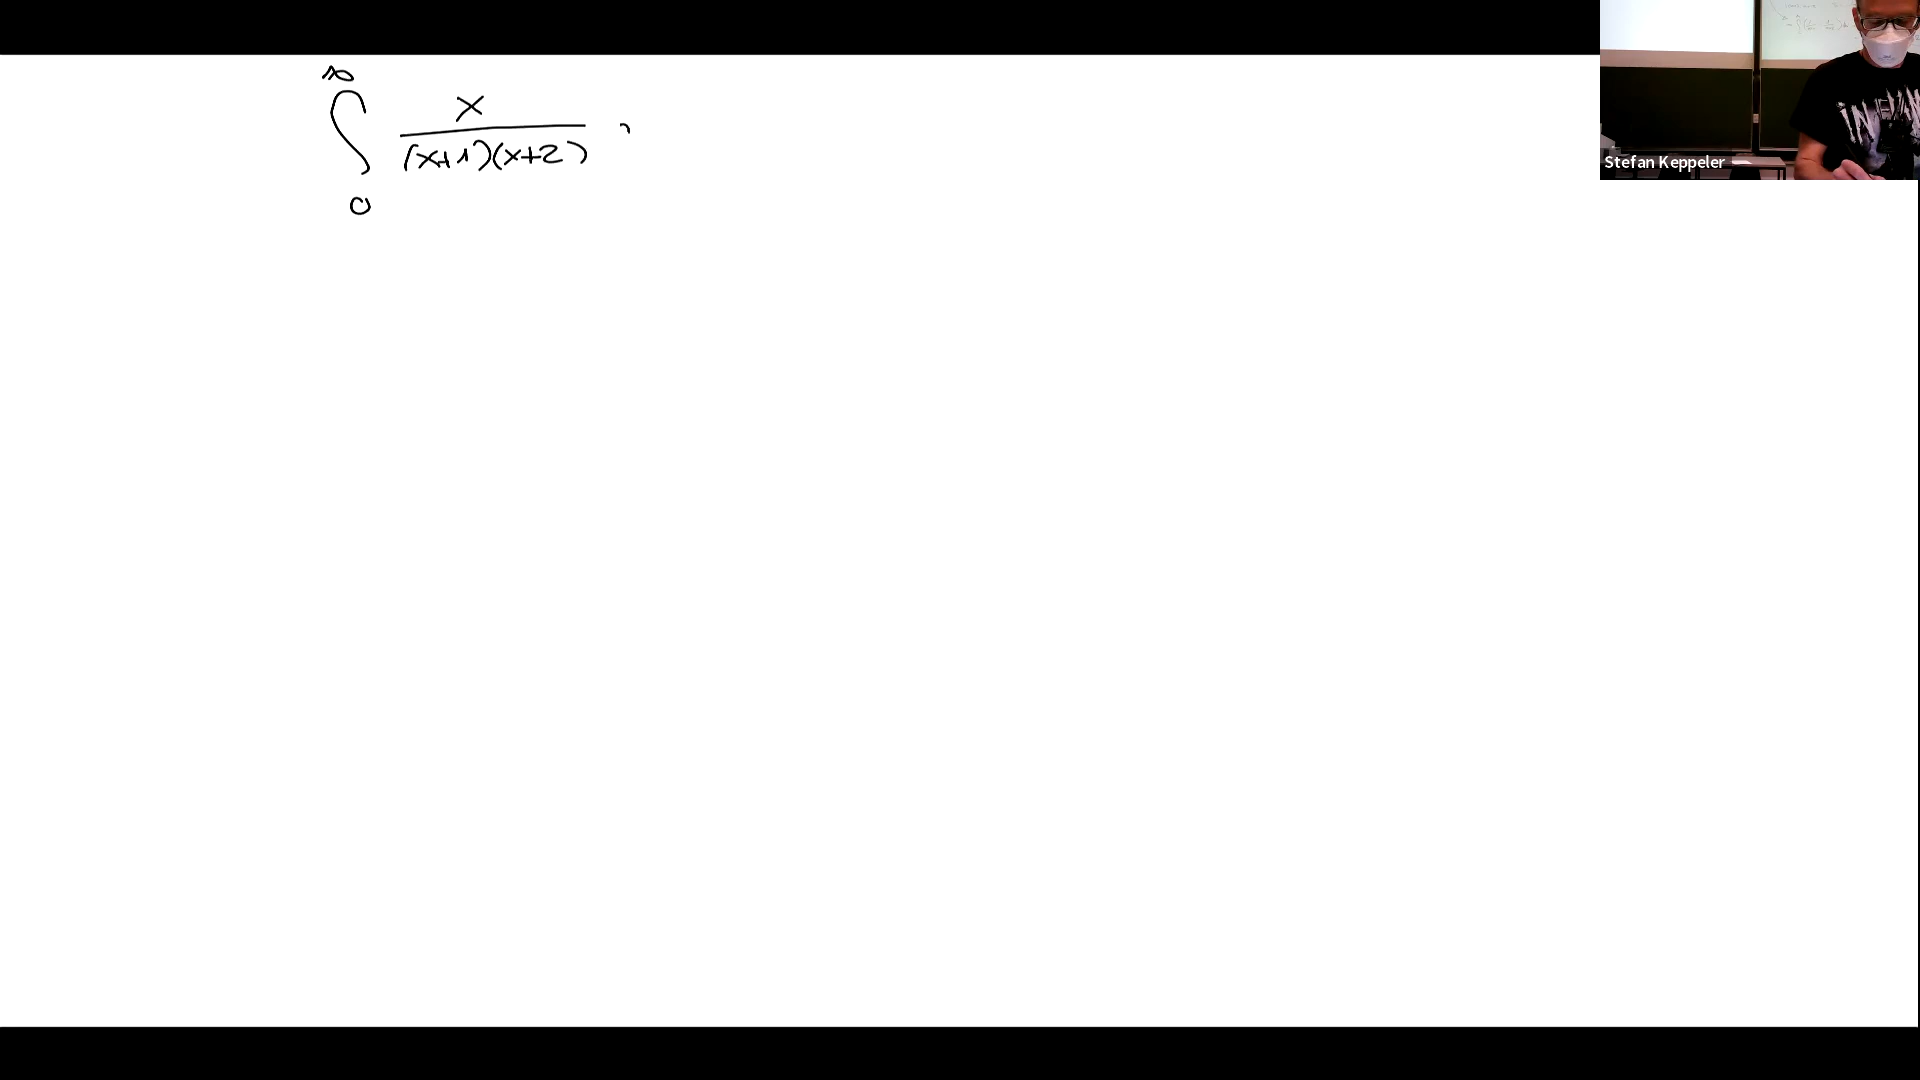 ∞
∫ x / (x+1)(x+2)
0
Stefan Keppeler